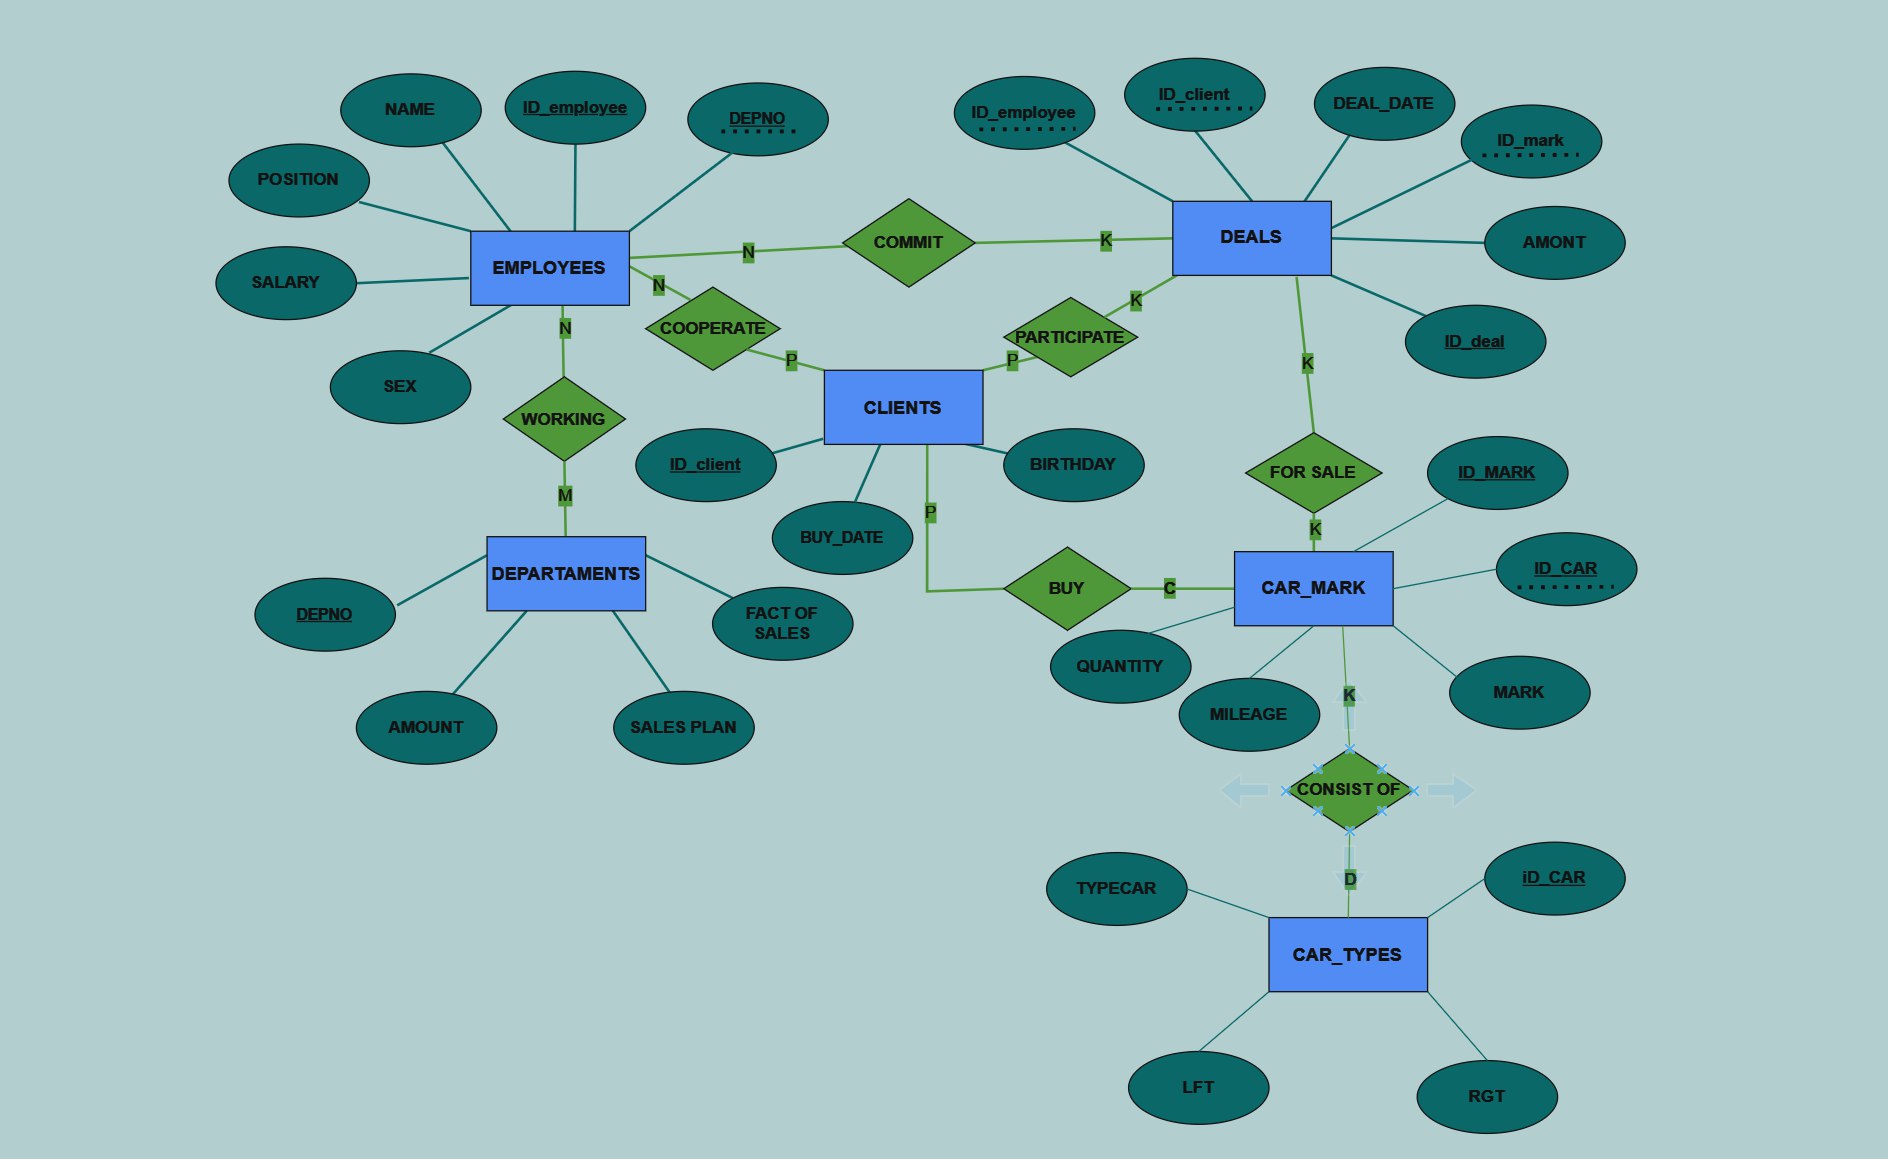 NAME
ID_employee
DEPNO
POSITION
SALARY
SEX
EMPLOYEES
N
COMMIT
K
ID_employee
ID_client
DEAL_DATE
ID_mark
AMONT
ID_deal
DEALS
N
COOPERATE
P
K
PARTICIPATE
P
N
WORKING
M
CLIENTS
ID_client
BUY_DATE
BIRTHDAY
K
FOR SALE
K
P
BUY
C
DEPARTAMENTS
DEPNO
AMOUNT
SALES PLAN
FACT OF
SALES
CAR_MARK
ID_MARK
ID_CAR
QUANTITY
MILEAGE
MARK
K
CONSIST OF
D
TYPECAR
iD_CAR
CAR_TYPES
LFT
RGT